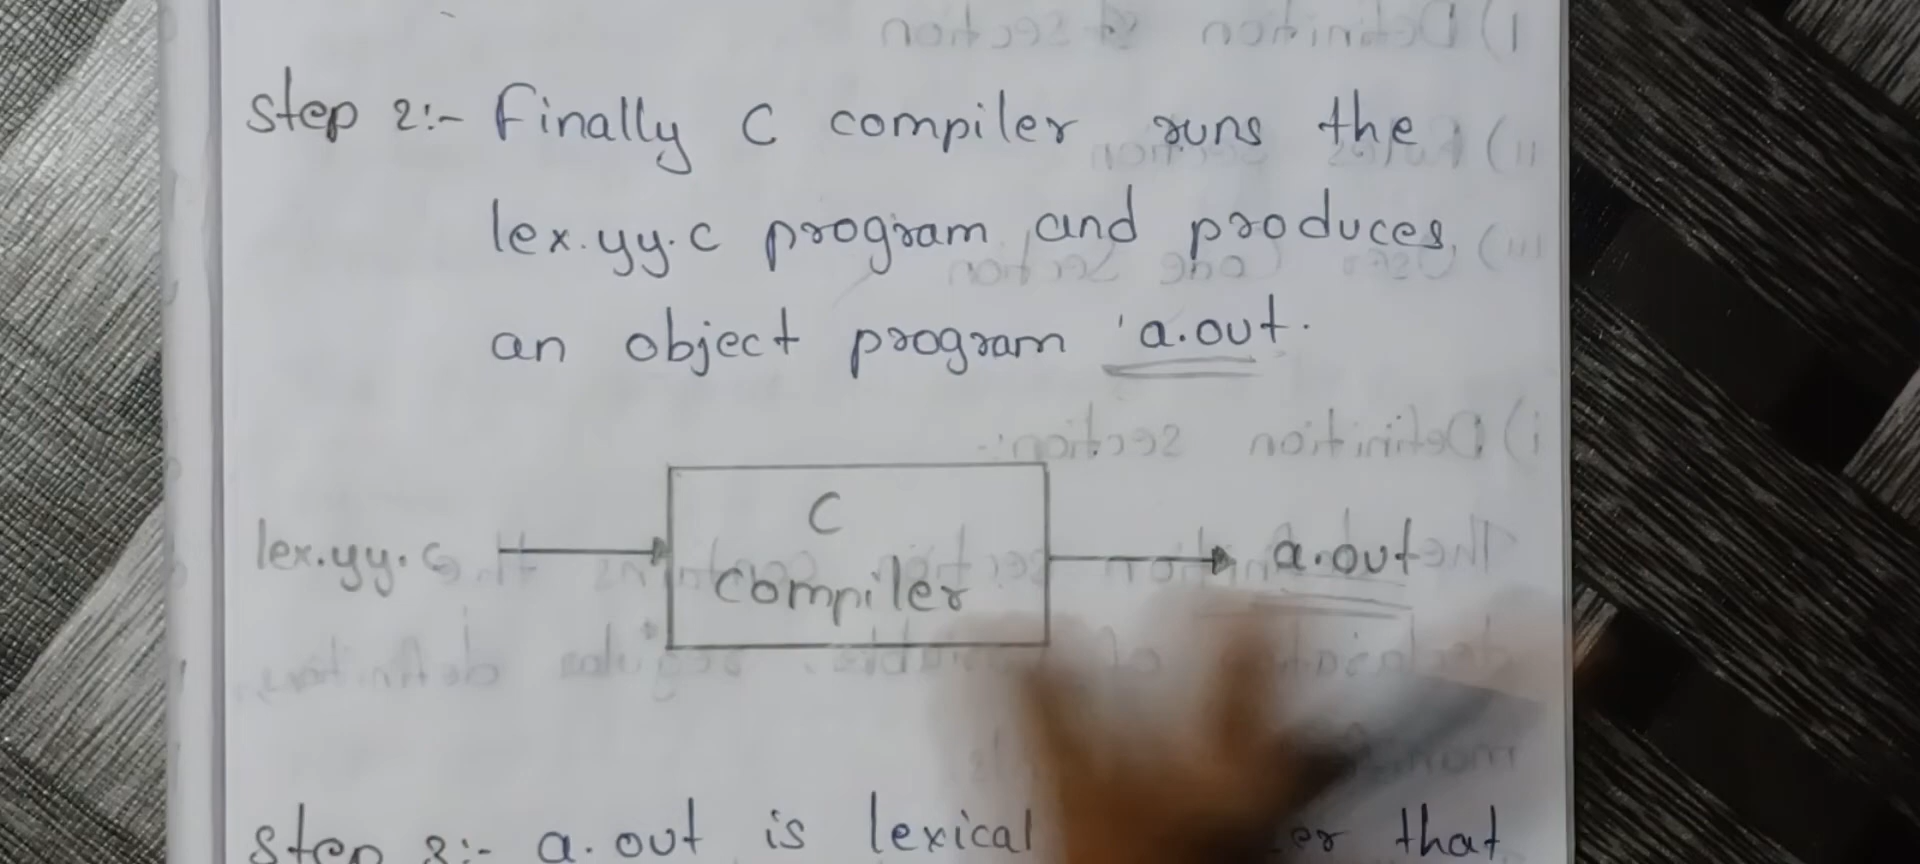 Step 2:- Finally C compiler runs the
lex.yy.c program and produces
an object program 'a.out.
lex.yy.c
C
compiler
a.out
Step 3:- a.out is lexical that